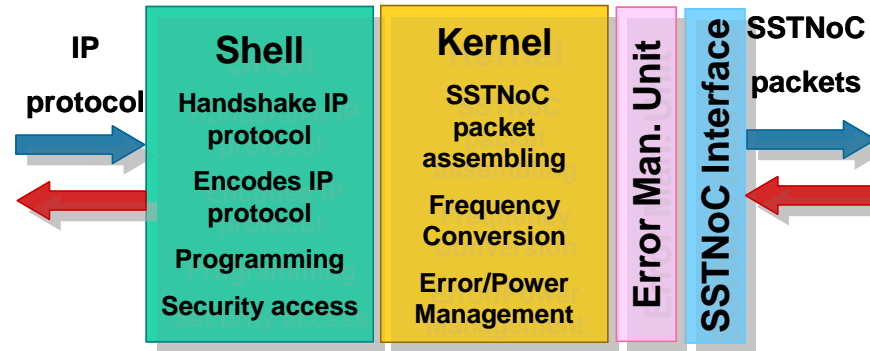 IP
protocol
Shell
Handshake IP
protocol
Encodes IP
protocol
Programming
Security access
Kernel
SSTNoC
packet
assembling
Frequency
Conversion
Error/Power
Management
Error Man. Unit
SSTNoC Interface
SSTNoC
packets